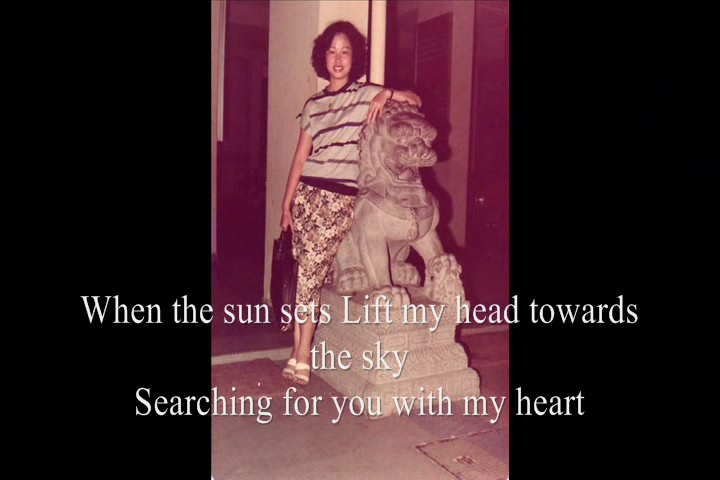 When the sun sets Lift my head towards
the sky
Searching for you with my heart